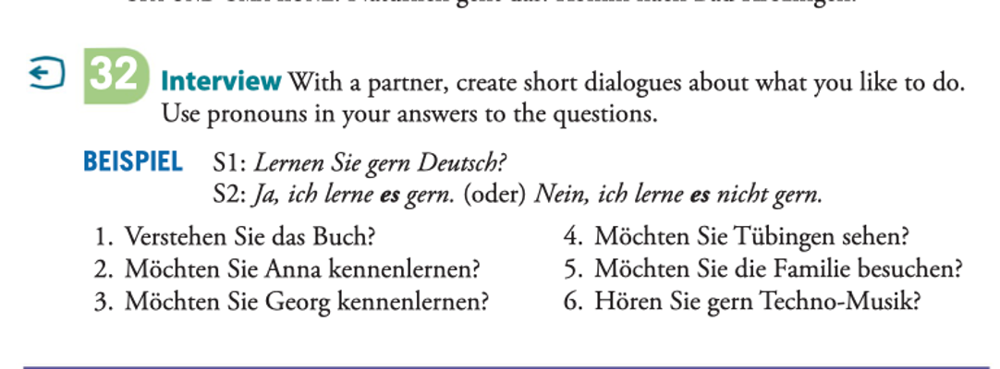 32 Interview With a partner, create short dialogues about what you like to do.
Use pronouns in your answers to the questions.
BEISPIEL S1: Lernen Sie gern Deutsch?
S2: Ja, ich lerne es gern. (oder) Nein, ich lerne es nicht gern.
1. Verstehen Sie das Buch?
2. Möchten Sie Anna kennenlernen?
3. Möchten Sie Georg kennenlernen?
4. Möchten Sie Tübingen sehen?
5. Möchten Sie die Familie besuchen?
6. Hören Sie gern Techno-Musik?